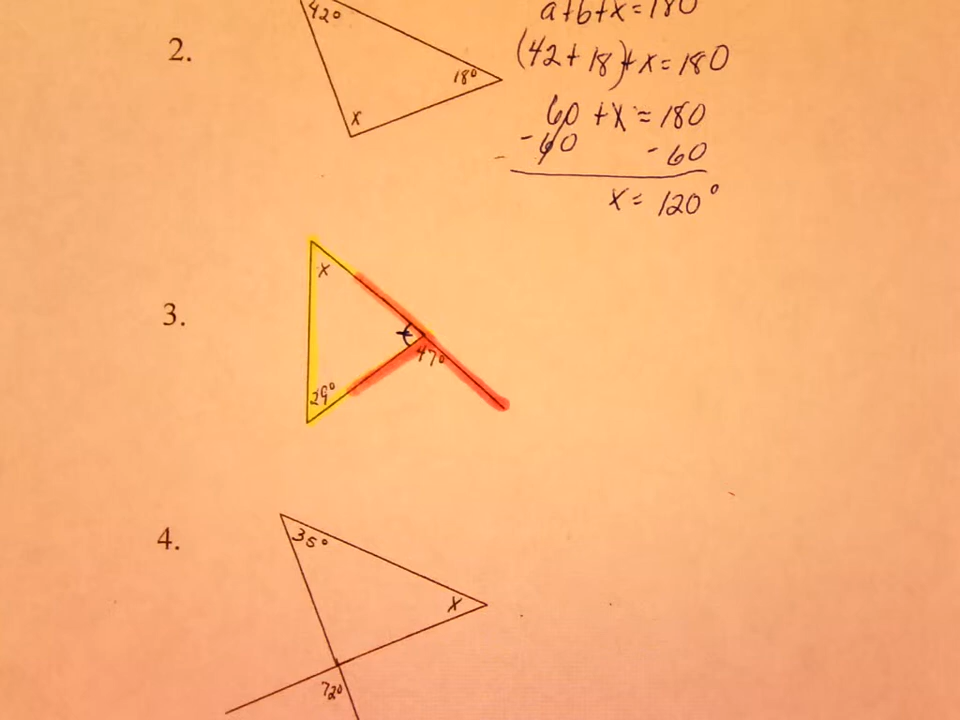 a+b+x=180
42°
2.
(42+18)+x=180
18°
x
60 +x = 180
-60 -60
x = 120°
x
3.
47°
29°
4.
35°
x
72°